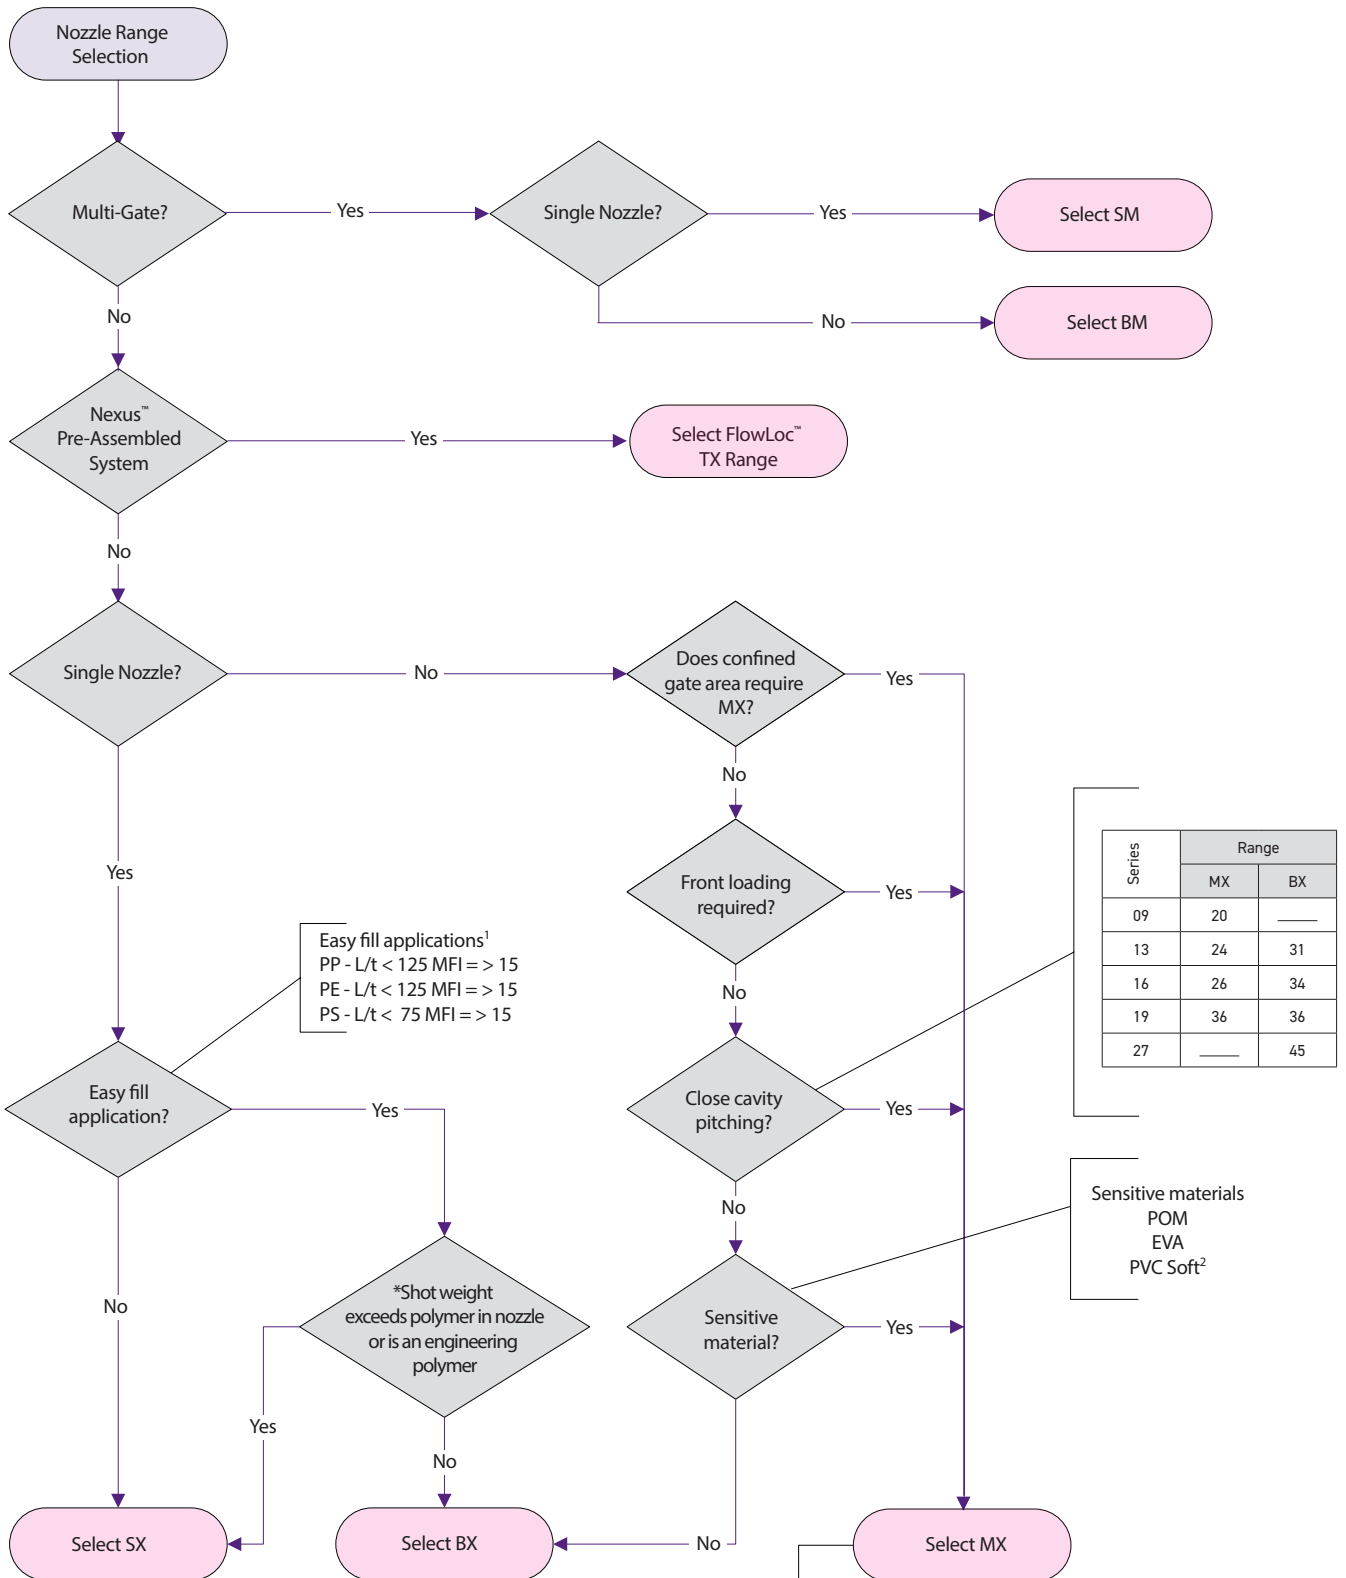 Nozzle Range
Selection
Multi-Gate?
Yes
Single Nozzle?
Yes
Select SM
No
No
Select BM
Nexus™
Pre-Assembled
System
Yes
Select FlowLoc™
TX Range
No
Single Nozzle?
No
Does confined
gate area require
MX?
Yes
No
Yes
Front loading
required?
Yes
Series
Range
MX BX
09 20 ____
13 24 31
16 26 34
19 36 36
27 ____ 45
Easy fill applications¹
PP - L/t < 125 MFI = > 15
PE - L/t < 125 MFI = > 15
PS - L/t < 75 MFI = > 15
No
Easy fill
application?
Yes
Close cavity
pitching?
Yes
No
Sensitive materials
POM
EVA
PVC Soft²
No
*Shot weight
exceeds polymer in nozzle
or is an engineering
polymer
Sensitive
material?
Yes
Yes
No
No
Select SX
Select BX
Select MX